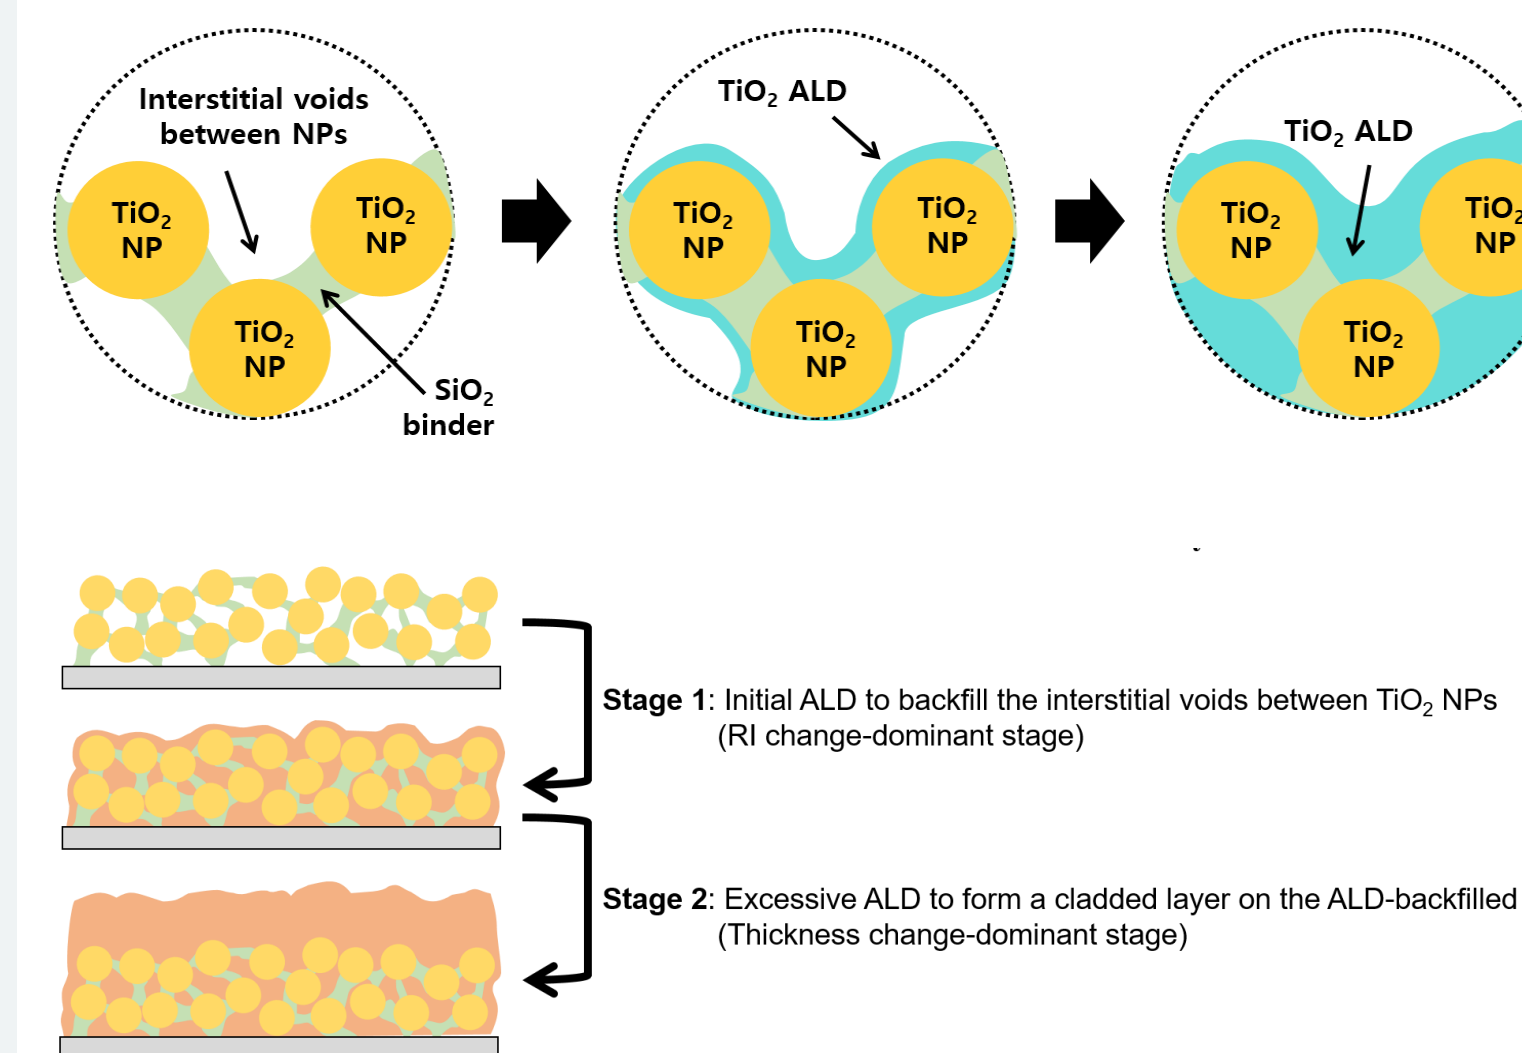 Interstitial voids
between NPs
TiO₂
NP
TiO₂
NP
TiO₂
NP
SiO₂
binder
TiO₂ ALD
TiO₂
NP
TiO₂
NP
TiO₂
NP
TiO₂ ALD
TiO₂
NP
TiO₂
NP
TiO₂
NP
Stage 1: Initial ALD to backfill the interstitial voids between TiO₂ NPs
(RI change-dominant stage)
Stage 2: Excessive ALD to form a cladded layer on the ALD-backfilled
(Thickness change-dominant stage)